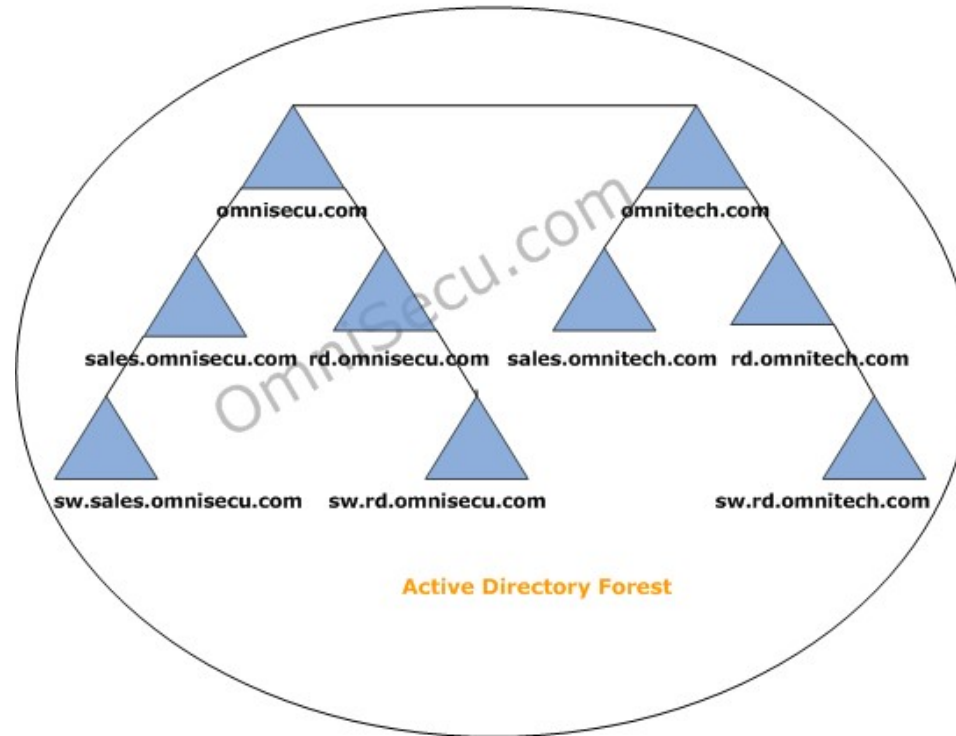 omnisecu.com
omnitech.com
OmniSecu.com
sales.omnisecu.com
rd.omnisecu.com
sales.omnitech.com
rd.omnitech.com
sw.sales.omnisecu.com
sw.rd.omnisecu.com
sw.rd.omnitech.com
Active Directory Forest